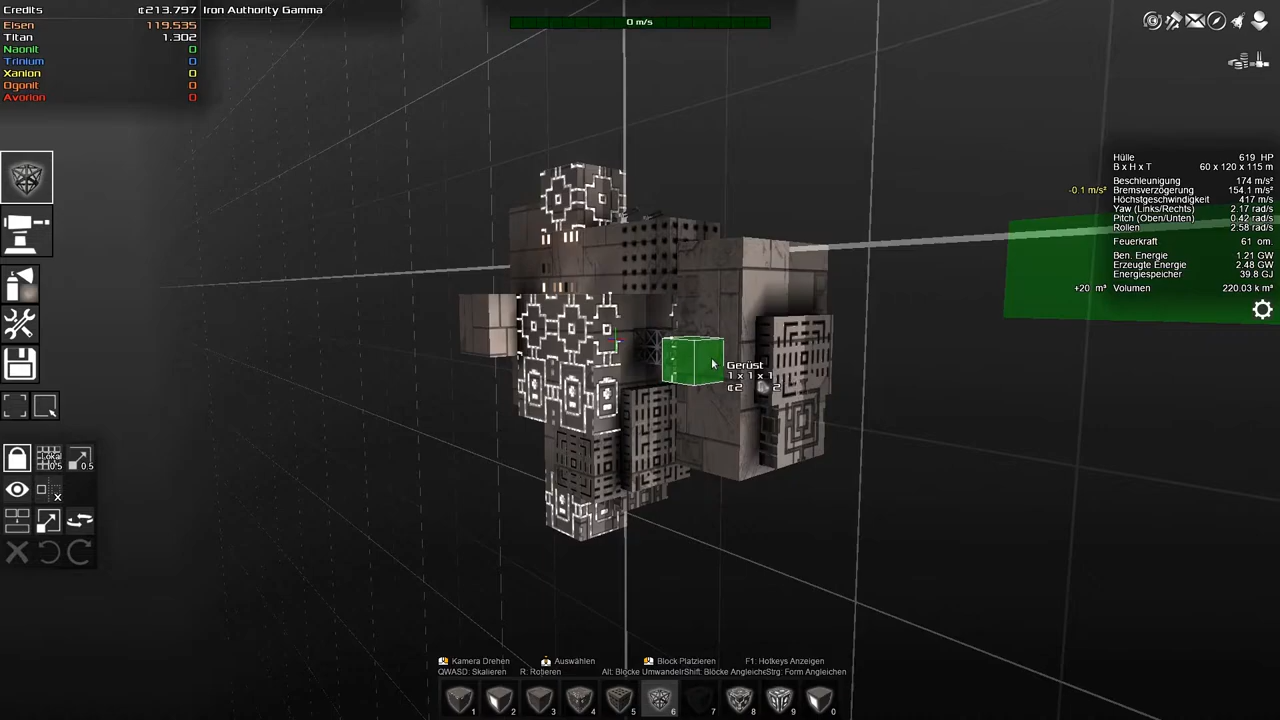 Credits ¢213.797 Iron Authority Gamma
Eisen 119.535
Titan 1.302
Naonit 0
Trinium 0
Xanion 0
Ogonit 0
Avorion 0
0 m/s
Hülle 619 HP
B x H x T 60 x 120 x 115 m
Beschleunigung 174 m/s²
-0.1 m/s² Bremsverzögerung 154.1 m/s²
Höchstgeschwindigkeit 417 m/s
Yaw (Links/Rechts) 2.17 rad/s
Pitch (Oben/Unten) 0.42 rad/s
Rollen 2.58 rad/s
Feuerkraft 61 om.
Ben. Energie 1.21 GW
Erzeugte Energie 2.48 GW
Energiespeicher 39.8 GJ
+20 m³ Volumen 220.03 k m³
Gerüst
1 x 1 x 1
¢2 2
Lokal
0.5 0.5
x
Kamera Drehen Auswählen Block Platzieren F1: Hotkeys Anzeigen
QWASD: Skalieren R: Rotieren Alt: Blöcke Umwandeln Shift: Blöcke Angleichen Strg: Form Angleichen
1 2 3 4 5 6 7 8 9 0